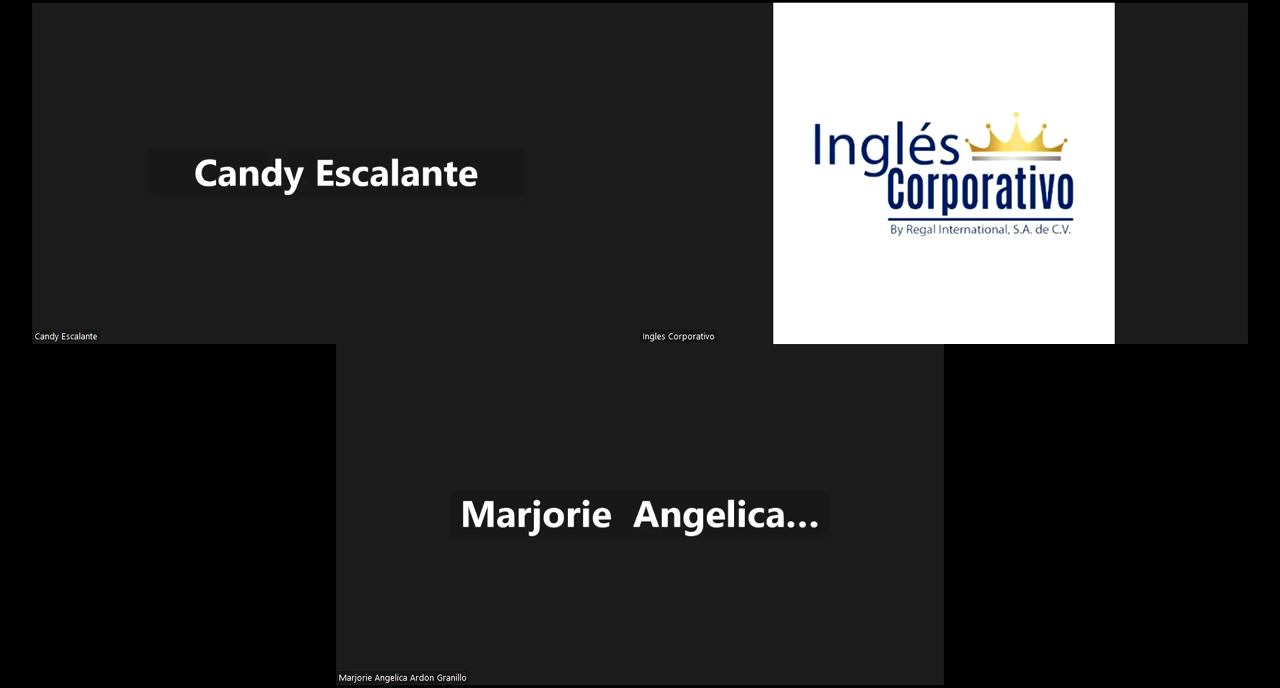 Candy Escalante
Inglés
Corporativo
By Regal International, S.A. de C.V.
Candy Escalante
Ingles Corporativo
Marjorie Angelica...
Marjorie Angelica Ardon Granillo